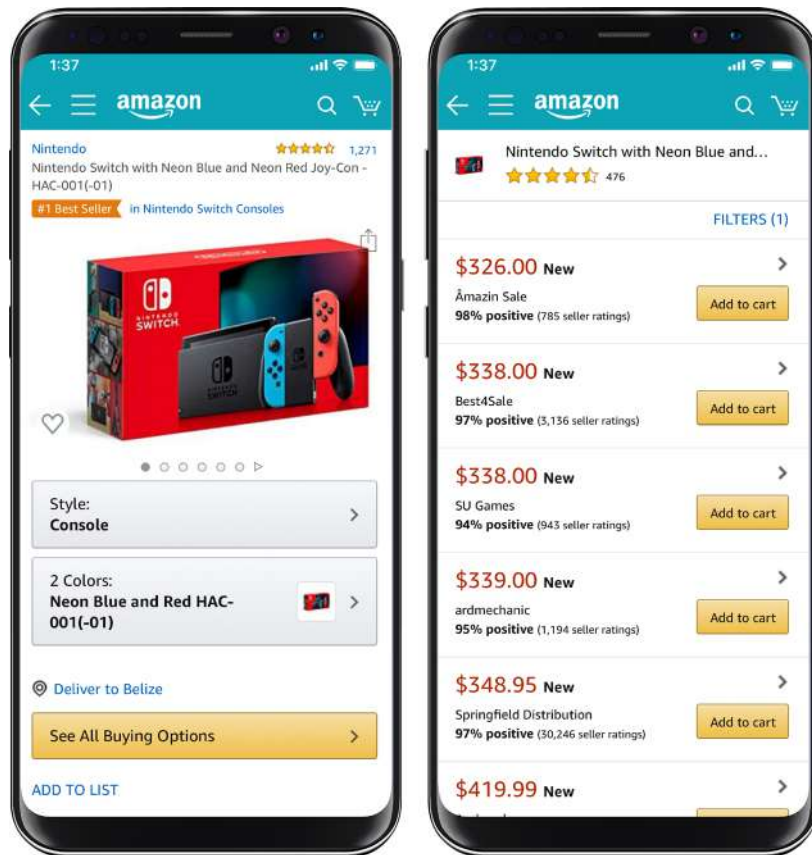 1:37
amazon
Nintendo
1,271
Nintendo Switch with Neon Blue and Neon Red Joy-Con -
HAC-001(-01)
#1 Best Seller in Nintendo Switch Consoles
NINTENDO
SWITCH
Style:
Console
2 Colors:
Neon Blue and Red HAC-
001(-01)
Deliver to Belize
See All Buying Options
ADD TO LIST
1:37
amazon
Nintendo Switch with Neon Blue and...
476
FILTERS (1)
$326.00 New
Âmazin Sale
98% positive (785 seller ratings)
Add to cart
$338.00 New
Best4Sale
97% positive (3,136 seller ratings)
Add to cart
$338.00 New
SU Games
94% positive (943 seller ratings)
Add to cart
$339.00 New
ardmechanic
95% positive (1,194 seller ratings)
Add to cart
$348.95 New
Springfield Distribution
97% positive (30,246 seller ratings)
Add to cart
$419.99 New